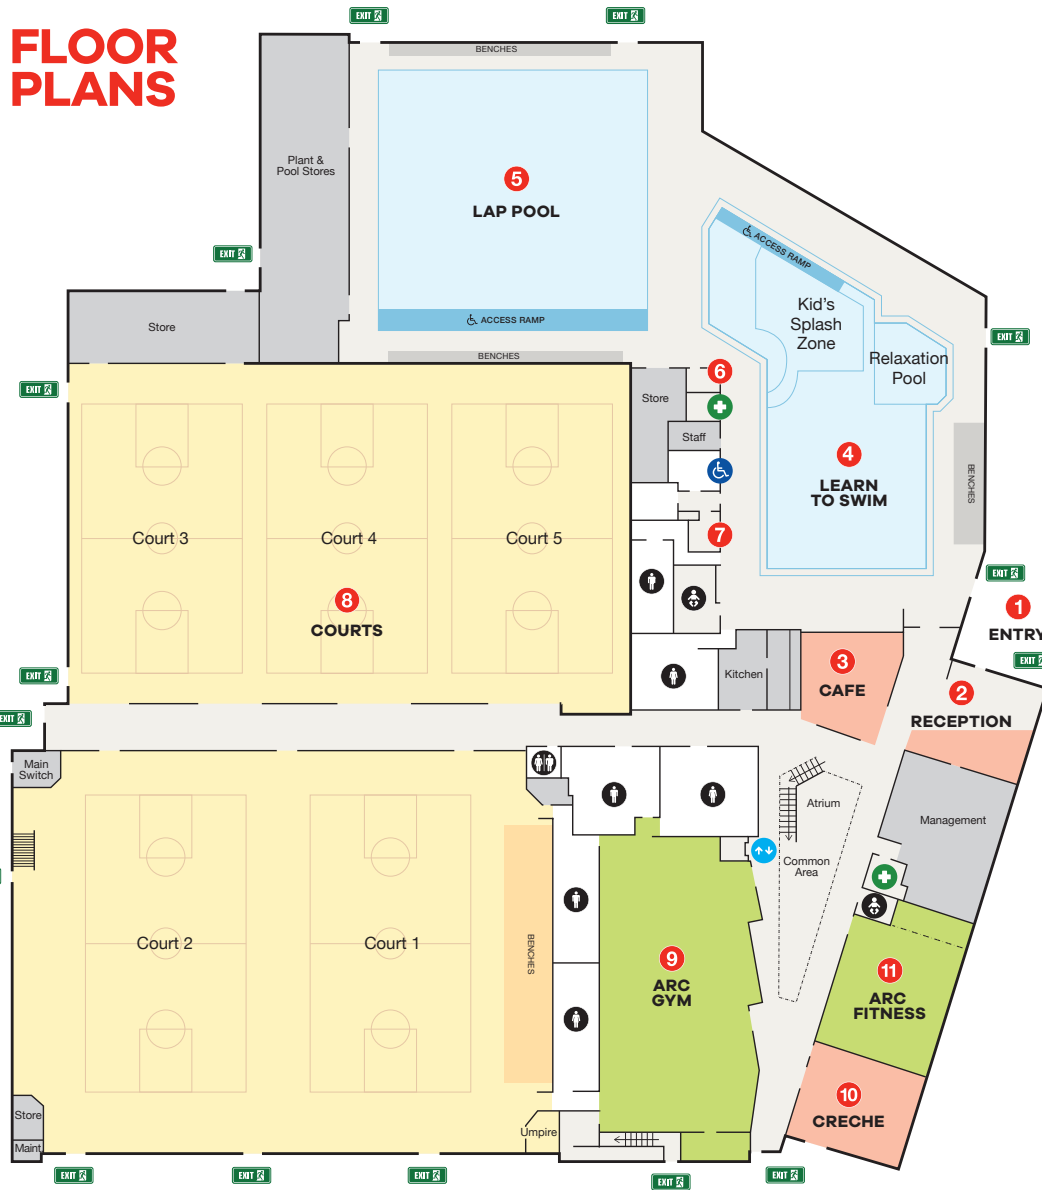 FLOOR
PLANS
EXIT
EXIT
BENCHES
Plant &
Pool Stores
5
LAP POOL
ACCESS RAMP
EXIT
Kid's
Splash
Zone
Store
ACCESS RAMP
EXIT
BENCHES
Relaxation
Pool
6
EXIT
Store
Staff
4
LEARN
TO SWIM
BENCHES
Court 3
Court 4
Court 5
7
EXIT
8
COURTS
1
ENTRY
EXIT
3
CAFE
Kitchen
EXIT
2
RECEPTION
EXIT
Main
Switch
Atrium
Management
Common
Area
Court 2
Court 1
BENCHES
9
ARC
GYM
11
ARC
FITNESS
10
CRECHE
Store
Umpire
Maint
EXIT
EXIT
EXIT
EXIT
EXIT